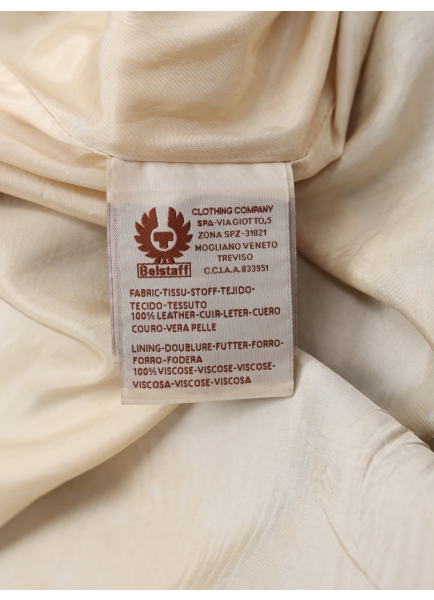 CLOTHING COMPANY
SPA-VIA GIOTTO,5
ZONA SPZ-31021
MOGLIANO VENETO
TREVISO
C.C.I.A.A.833951
Belstaff
FABRIC-TISSU-STOFF-TEJIDO-
TECIDO-TESSUTO
100% LEATHER-CUIR-LETER-CUERO
COURO-VERA PELLE
LINING-DOUBLURE-FUTTER-FORRO-
FORRO-FODERA
100% VISCOSE-VISCOSE-VISCOSE-
VISCOSA-VISCOSE-VISCOSA